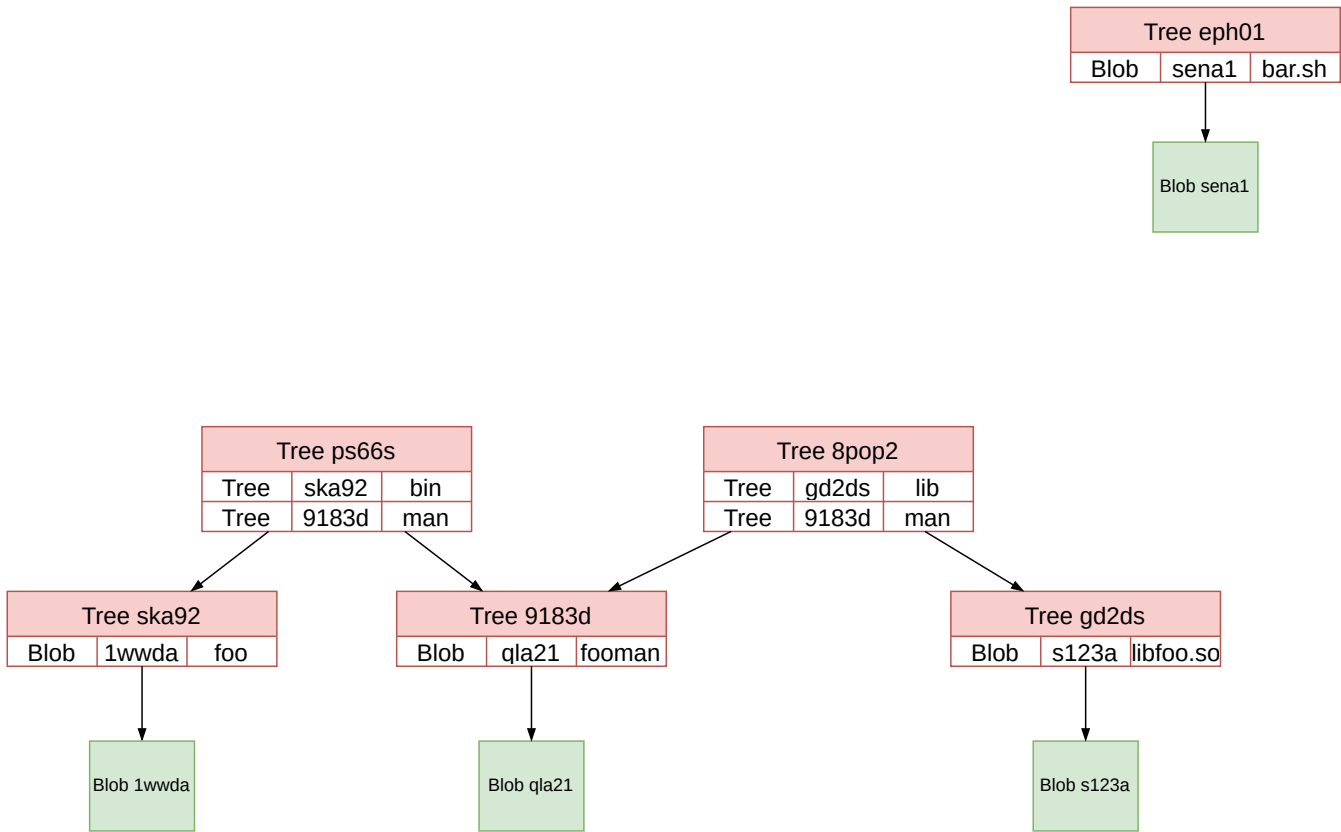 Tree eph01
Blob sena1 bar.sh
Blob sena1
Tree ps66s
Tree ska92 bin
Tree 9183d man
Tree 8pop2
Tree gd2ds lib
Tree 9183d man
Tree ska92
Blob 1wwda foo
Tree 9183d
Blob qla21 fooman
Tree gd2ds
Blob s123a libfoo.so
Blob 1wwda
Blob qla21
Blob s123a